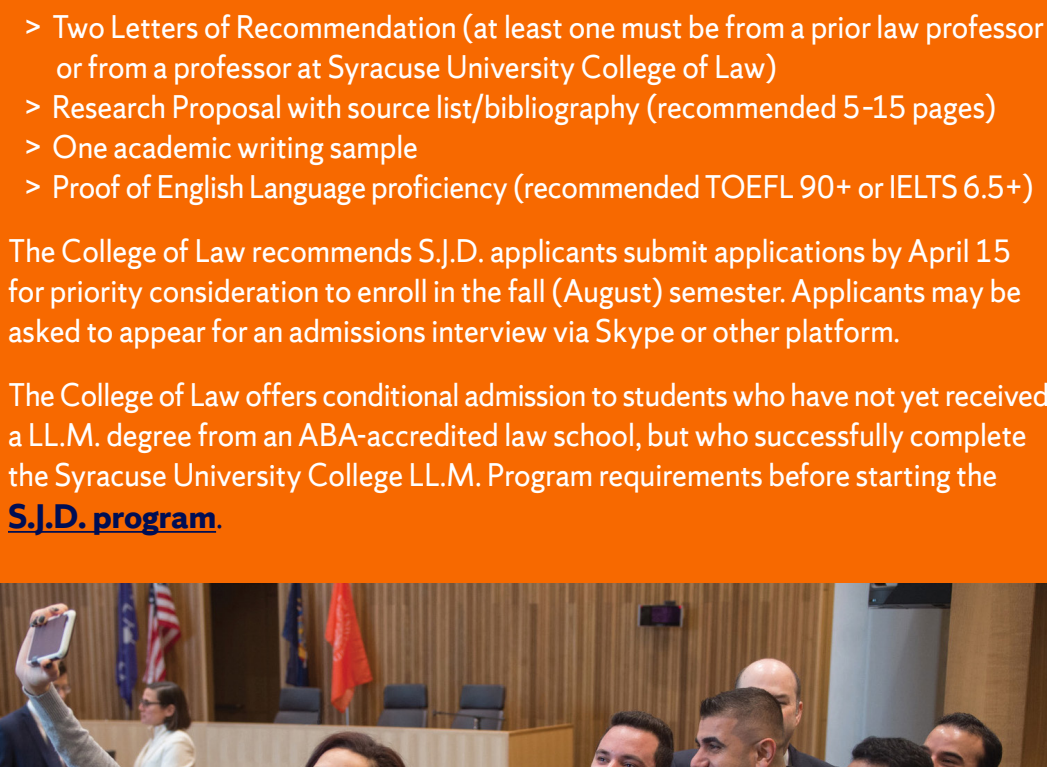 > Two Letters of Recommendation (at least one must be from a prior law professor
or from a professor at Syracuse University College of Law)
> Research Proposal with source list/bibliography (recommended 5-15 pages)
> One academic writing sample
> Proof of English Language proficiency (recommended TOEFL 90+ or IELTS 6.5+)
The College of Law recommends S.J.D. applicants submit applications by April 15
for priority consideration to enroll in the fall (August) semester. Applicants may be
asked to appear for an admissions interview via Skype or other platform.
The College of Law offers conditional admission to students who have not yet received
a LL.M. degree from an ABA-accredited law school, but who successfully complete
the Syracuse University College LL.M. Program requirements before starting the
S.J.D. program.